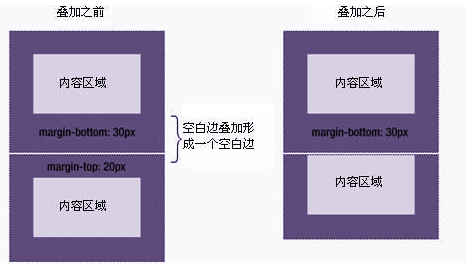 叠加之前
叠加之后
内容区域
margin-bottom: 30px
margin-top: 20px
内容区域
空白边叠加形
成一个空白边
内容区域
margin-bottom: 30px
内容区域